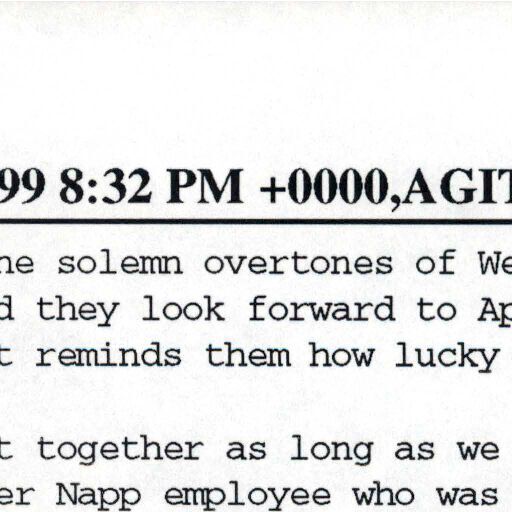 99 8:32 PM +0000,AGIT
he solemn overtones of We
d they look forward to Ap
t reminds them how lucky
t together as long as we
er Napp employee who was